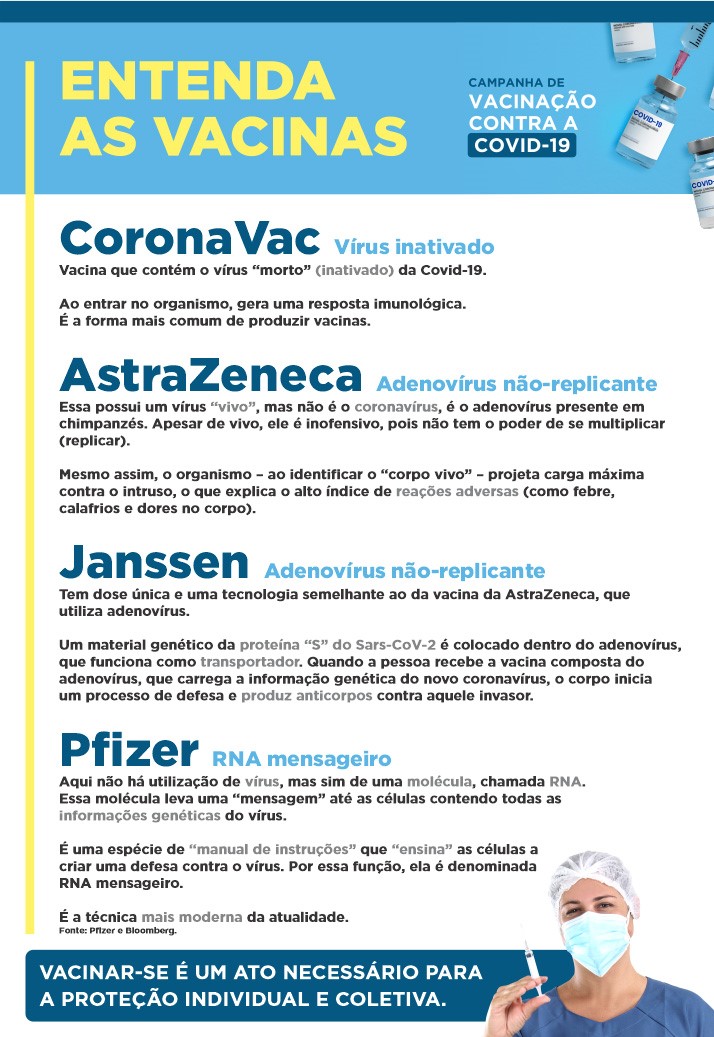 ENTENDA
AS VACINAS
CAMPANHA DE
VACINAÇÃO
CONTRA A
COVID-19
COVID-19
CoronaVac Vírus inativado
Vacina que contém o vírus “morto” (inativado) da Covid-19.
Ao entrar no organismo, gera uma resposta imunológica.
É a forma mais comum de produzir vacinas.
AstraZeneca Adenovírus não-replicante
Essa possui um vírus “vivo”, mas não é o coronavírus, é o adenovírus presente em
chimpanzés. Apesar de vivo, ele é inofensivo, pois não tem o poder de se multiplicar
(replicar).
Mesmo assim, o organismo – ao identificar o “corpo vivo” – projeta carga máxima
contra o intruso, o que explica o alto índice de reações adversas (como febre,
calafrios e dores no corpo).
Janssen Adenovírus não-replicante
Tem dose única e uma tecnologia semelhante ao da vacina da AstraZeneca, que
utiliza adenovírus.
Um material genético da proteína “S” do Sars-CoV-2 é colocado dentro do adenovírus,
que funciona como transportador. Quando a pessoa recebe a vacina composta do
adenovírus, que carrega a informação genética do novo coronavírus, o corpo inicia
um processo de defesa e produz anticorpos contra aquele invasor.
Pfizer RNA mensageiro
Aqui não há utilização de vírus, mas sim de uma molécula, chamada RNA.
Essa molécula leva uma “mensagem” até as células contendo todas as
informações genéticas do vírus.
É uma espécie de “manual de instruções” que “ensina” as células a
criar uma defesa contra o vírus. Por essa função, ela é denominada
RNA mensageiro.
É a técnica mais moderna da atualidade.
Fonte: Pfizer e Bloomberg.
VACINAR-SE É UM ATO NECESSÁRIO PARA
A PROTEÇÃO INDIVIDUAL E COLETIVA.